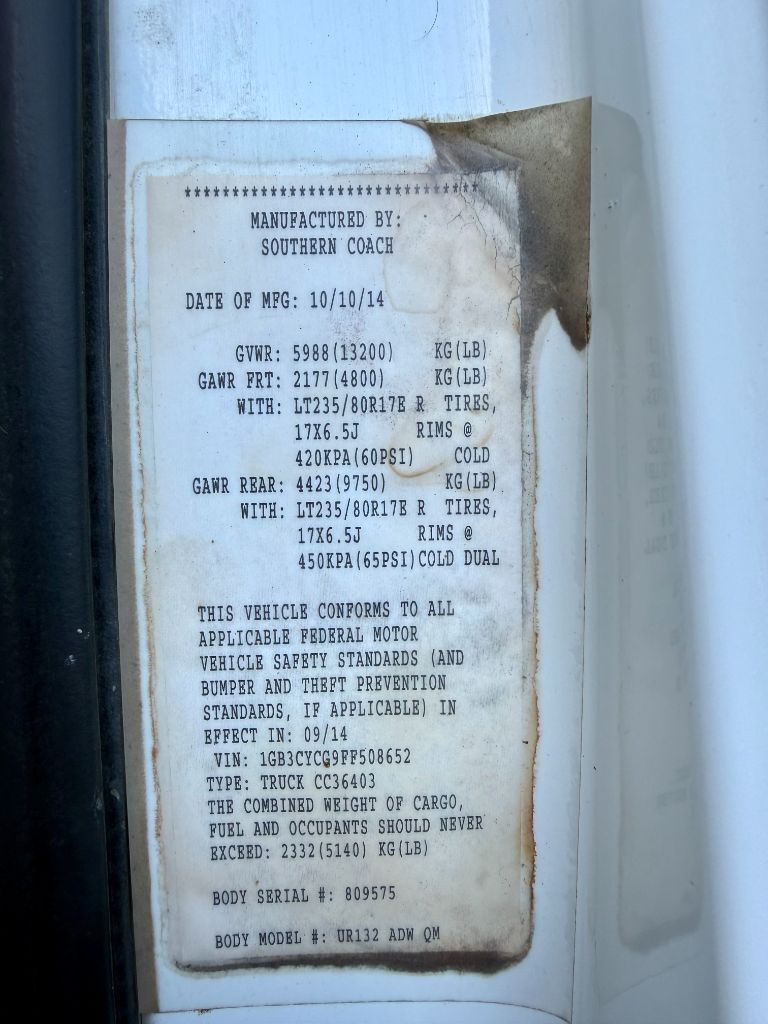 *******************************
MANUFACTURED BY:
SOUTHERN COACH
DATE OF MFG: 10/10/14
GVWR: 5988(13200) KG(LB)
GAWR FRT: 2177(4800) KG(LB)
WITH: LT235/80R17E R TIRES,
17X6.5J RIMS @
420KPA(60PSI) COLD
GAWR REAR: 4423(9750) KG(LB)
WITH: LT235/80R17E R TIRES,
17X6.5J RIMS @
450KPA(65PSI)COLD DUAL
THIS VEHICLE CONFORMS TO ALL
APPLICABLE FEDERAL MOTOR
VEHICLE SAFETY STANDARDS (AND
BUMPER AND THEFT PREVENTION
STANDARDS, IF APPLICABLE) IN
EFFECT IN: 09/14
VIN: 1GB3CYCG9FF508652
TYPE: TRUCK CC36403
THE COMBINED WEIGHT OF CARGO,
FUEL AND OCCUPANTS SHOULD NEVER
EXCEED: 2332(5140) KG(LB)
BODY SERIAL #: 809575
BODY MODEL #: UR132 ADW QM